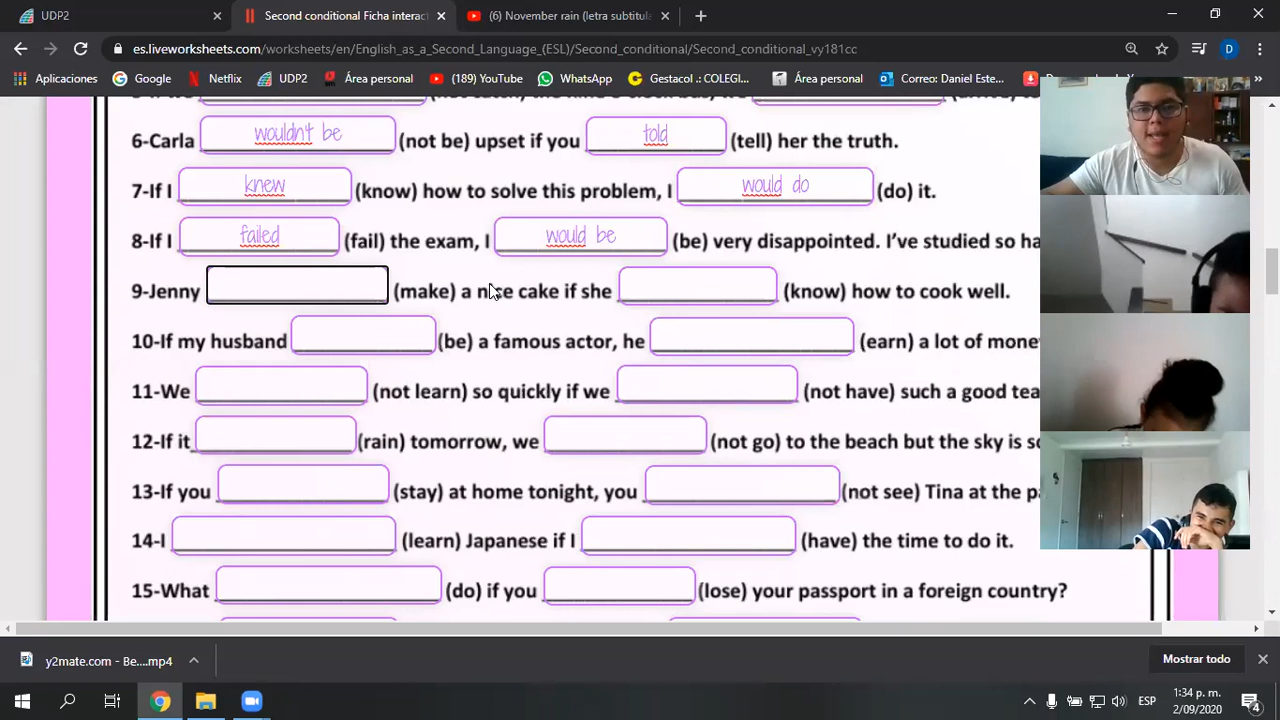 UDP2
Second conditional Ficha interac
(6) November rain (letra subtitula
es.liveworksheets.com/worksheets/en/English_as_a_Second_Language_(ESL)/Second_conditional/Second_conditional_vy181cc
D
Aplicaciones Google Netflix UDP2 Área personal (189) YouTube WhatsApp Gestacol .: COLEGI... Área personal Correo: Daniel Este...
6-Carla wouldn't be (not be) upset if you told (tell) her the truth.
7-If I knew (know) how to solve this problem, I would do (do) it.
8-If I failed (fail) the exam, I would be (be) very disappointed. I've studied so ha
9-Jenny (make) a nice cake if she (know) how to cook well.
10-If my husband (be) a famous actor, he (earn) a lot of mone
11-We (not learn) so quickly if we (not have) such a good tea
12-If it (rain) tomorrow, we (not go) to the beach but the sky is so
13-If you (stay) at home tonight, you (not see) Tina at the pa
14-I (learn) Japanese if I (have) the time to do it.
15-What (do) if you (lose) your passport in a foreign country?
y2mate.com - Be....mp4
Mostrar todo
ESP
1:34 p. m.
2/09/2020
4